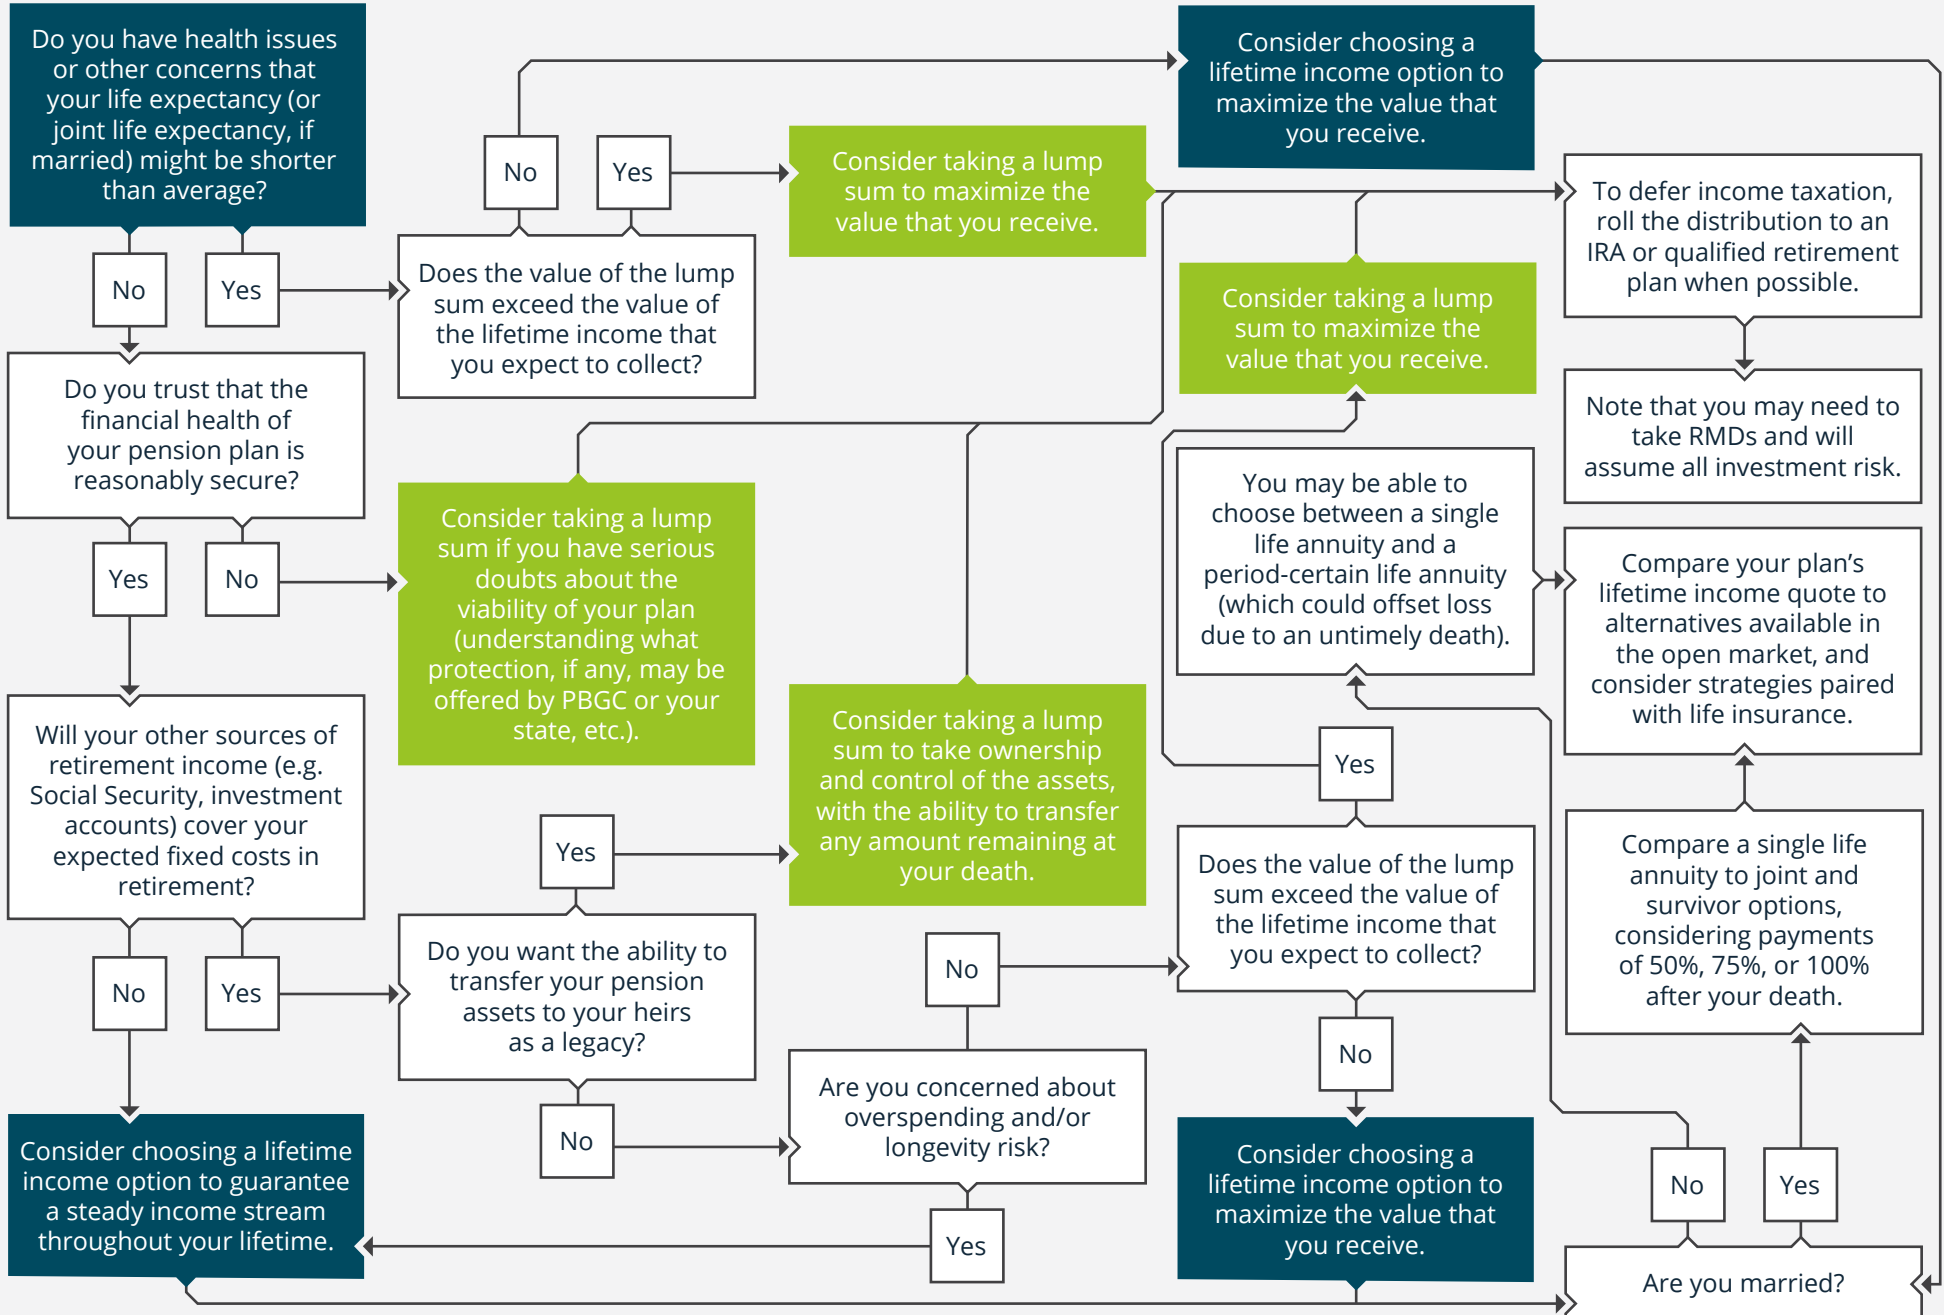 Do you have health issues
or other concerns that
your life expectancy (or
joint life expectancy, if
married) might be shorter
than average?
No
Yes
Does the value of the lump
sum exceed the value of
the lifetime income that
you expect to collect?
No
Yes
Consider taking a lump
sum to maximize the
value that you receive.
Consider choosing a
lifetime income option to
maximize the value that
you receive.
To defer income taxation,
roll the distribution to an
IRA or qualified retirement
plan when possible.
Note that you may need to
take RMDs and will
assume all investment risk.
Do you trust that the
financial health of
your pension plan is
reasonably secure?
Yes
No
Consider taking a lump
sum if you have serious
doubts about the
viability of your plan
(understanding what
protection, if any, may be
offered by PBGC or your
state, etc.).
Will your other sources of
retirement income (e.g.
Social Security, investment
accounts) cover your
expected fixed costs in
retirement?
No
Yes
Do you want the ability to
transfer your pension
assets to your heirs
as a legacy?
Yes
No
Consider taking a lump
sum to take ownership
and control of the assets,
with the ability to transfer
any amount remaining at
your death.
Are you concerned about
overspending and/or
longevity risk?
No
Yes
Consider choosing a lifetime
income option to guarantee
a steady income stream
throughout your lifetime.
Does the value of the lump
sum exceed the value of
the lifetime income that
you expect to collect?
Yes
No
Consider taking a lump
sum to maximize the
value that you receive.
Consider choosing a
lifetime income option to
maximize the value that
you receive.
Are you married?
No
Yes
You may be able to
choose between a single
life annuity and a
period-certain life annuity
(which could offset loss
due to an untimely death).
Compare a single life
annuity to joint and
survivor options,
considering payments
of 50%, 75%, or 100%
after your death.
Compare your plan’s
lifetime income quote to
alternatives available in
the open market, and
consider strategies paired
with life insurance.